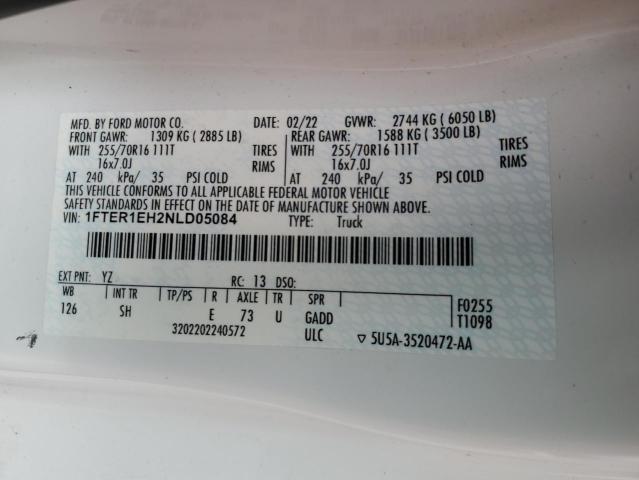 MFD. BY FORD MOTOR CO. DATE: 02/22 GVWR: 2744 KG ( 6050 LB)
FRONT GAWR: 1309 KG ( 2885 LB) REAR GAWR: 1588 KG ( 3500 LB)
WITH 255/70R16 111T TIRES WITH 255/70R16 111T TIRES
16x7.0J RIMS 16x7.0J RIMS
AT 240 kPa/ 35 PSI COLD AT 240 kPa/ 35 PSI COLD
THIS VEHICLE CONFORMS TO ALL APPLICABLE FEDERAL MOTOR VEHICLE
SAFETY STANDARDS IN EFFECT ON THE DATE OF MANUFACTURE SHOWN ABOVE.
VIN: 1FTER1EH2NLD05084 TYPE: Truck
EXT PNT: YZ RC: 13 DSO:
WB INT TR TP/PS R AXLE TR SPR F0255
126 SH E 73 U GADD T1098
3202202240572 ULC ▽ 5U5A-3520472-AA